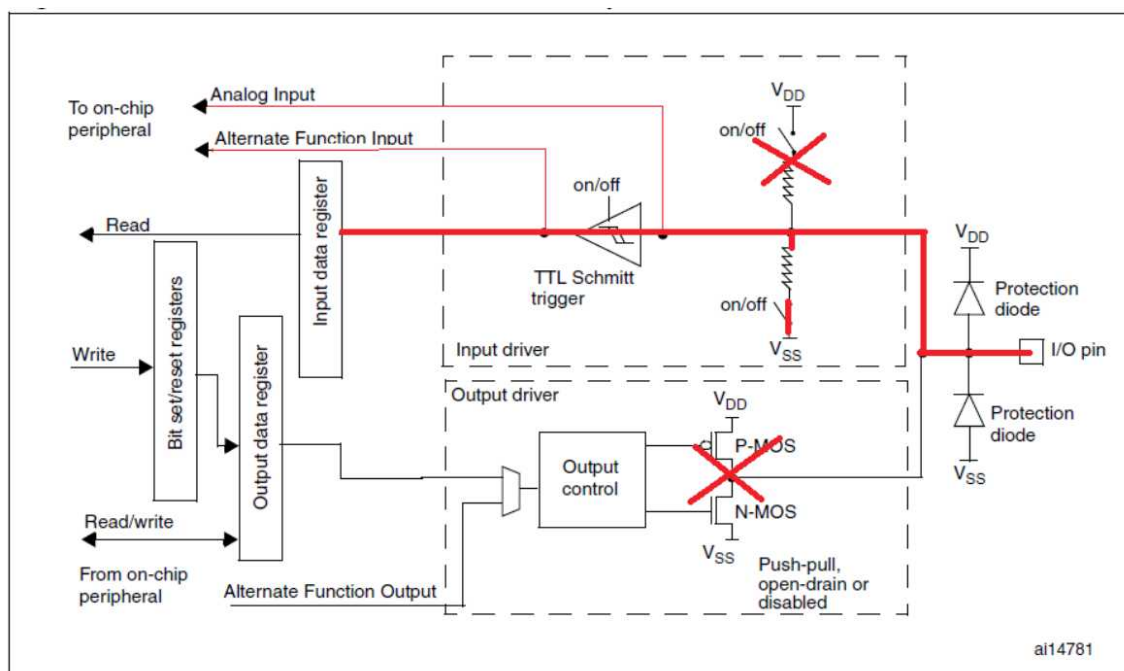 To on-chip
peripheral
Analog Input
Alternate Function Input
Read
Input data register
on/off
TTL Schmitt
trigger
VDD
on/off
on/off
VSS
Input driver
VDD
Protection
diode
I/O pin
Protection
diode
VSS
Write
Bit set/reset registers
Output data register
Read/write
From on-chip
peripheral
Alternate Function Output
Output driver
Output
control
VDD
P-MOS
N-MOS
VSS
Push-pull,
open-drain or
disabled
ai14781